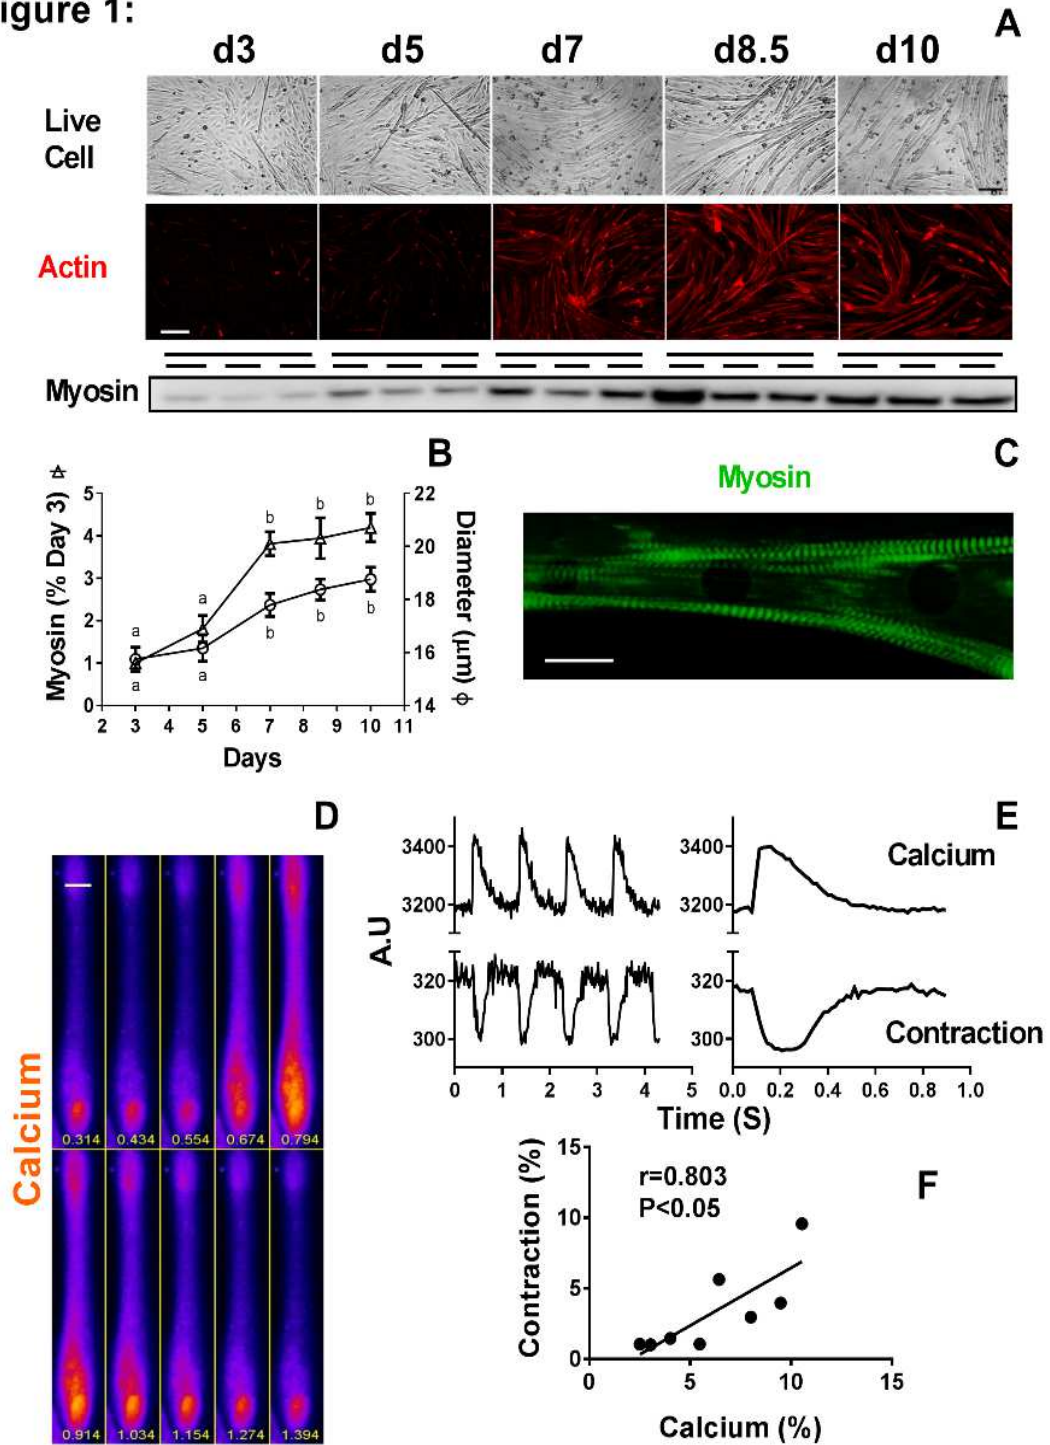 igure 1:
A
d3 d5 d7 d8.5 d10
Live
Cell
Actin
Myosin
B
Myosin (% Day 3)
5
4
3
2
1
0
22
20
18
16
14
Diameter (µm)
a a b b b
a a b b b
2 3 4 5 6 7 8 9 10 11
Days
C
Myosin
D
Calcium
0.314 0.434 0.554 0.674 0.794
0.914 1.034 1.154 1.274 1.394
E
A.U
3400
3200
320
300
0 1 2 3 4 5
3400
3200
320
300
0.0 0.2 0.4 0.6 0.8 1.0
Calcium
Contraction
Time (S)
F
Contraction (%)
15
10
5
0
r=0.803
P<0.05
0 5 10 15
Calcium (%)